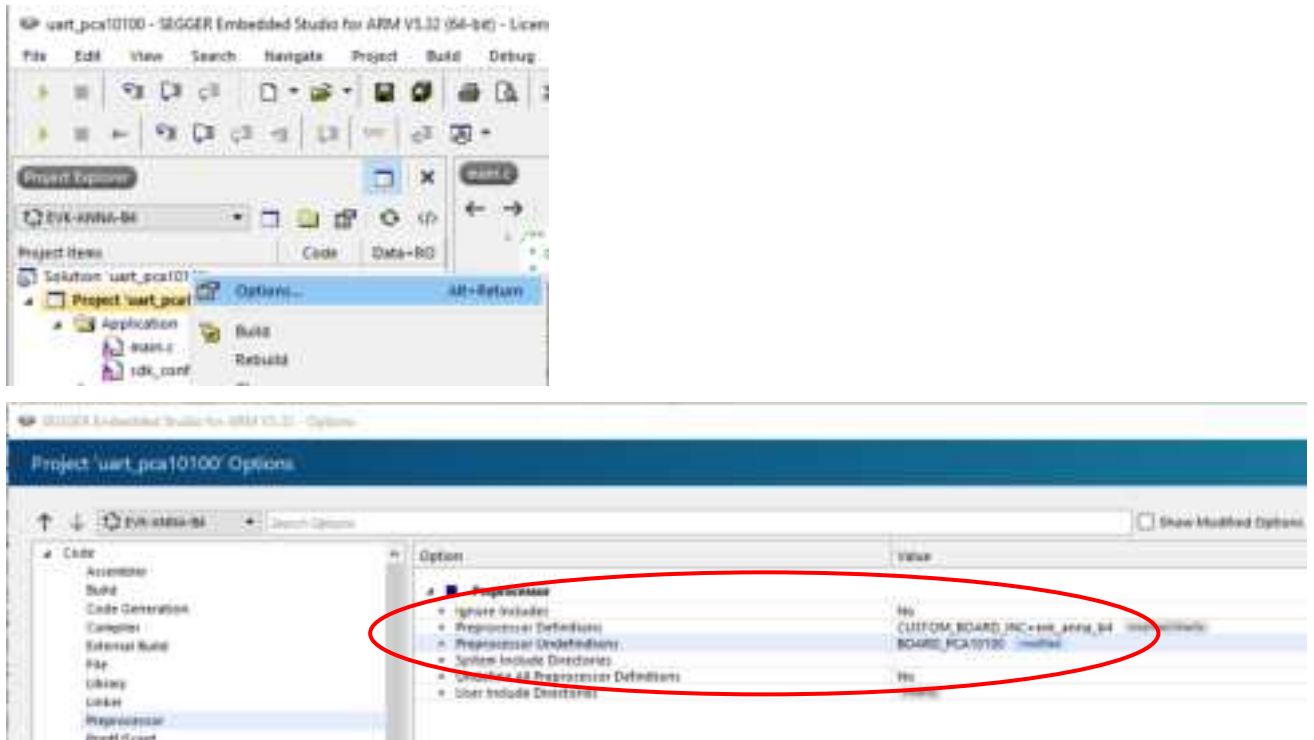 uart_pca10100 - SEGGER Embedded Studio for ARM V5.32 (64-bit) - Licen
File Edit View Search Navigate Project Build Debug
Project Explorer
main.c
EVK-ANNA-B4
Project Items Code Data+RO
Solution 'uart_pca101
Project 'uart_pca1
Options... Alt+Return
Application
Build
main.c
Rebuild
sdk_conf
SEGGER Embedded Studio for ARM V5.32 - Options
Project 'uart_pca10100' Options
EVK-ANNA-B4 Search Options Show Modified Options
Code Option Value
Assembler
Build Preprocessor
Code Generation Ignore Includes No
Compiler Preprocessor Definitions CUSTOM_BOARD_INC=evk_anna_b4
External Build Preprocessor Undefinitions BOARD_PCA10100 modified
File System Include Directories
Library Undefine All Preprocessor Definitions No
Linker User Include Directories
Preprocessor
Printf/Scanf